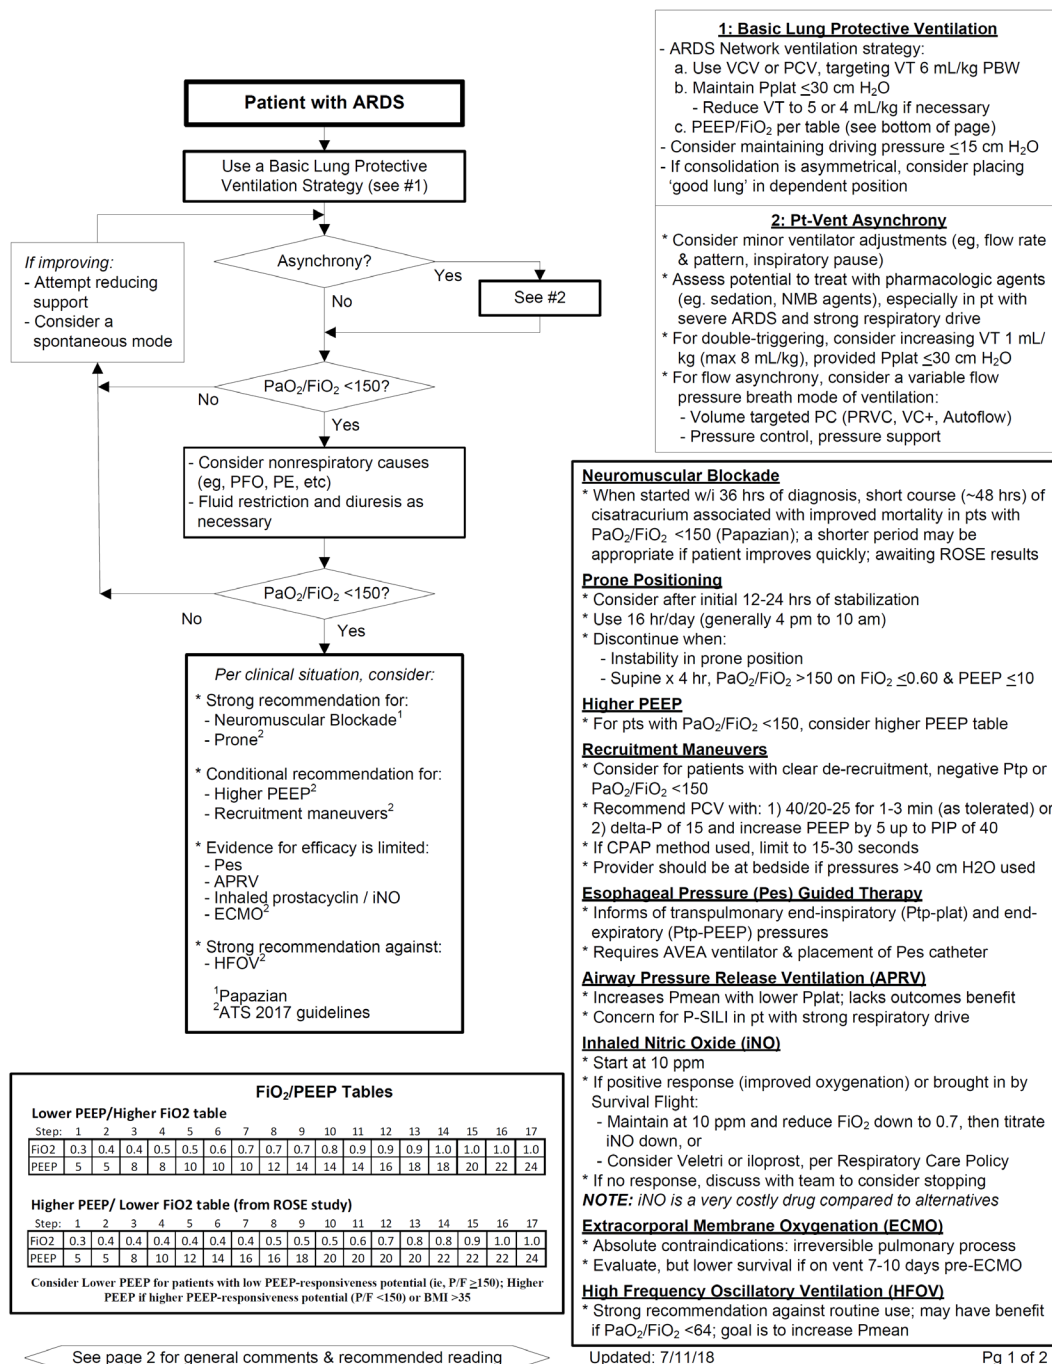 Patient with ARDS
Use a Basic Lung Protective
Ventilation Strategy (see #1)
If improving:
- Attempt reducing
support
- Consider a
spontaneous mode
Asynchrony?
Yes
See #2
No
PaO2/FiO2 <150?
No
Yes
- Consider nonrespiratory causes
(eg, PFO, PE, etc)
- Fluid restriction and diuresis as
necessary
PaO2/FiO2 <150?
No
Yes
Per clinical situation, consider:
* Strong recommendation for:
- Neuromuscular Blockade1
- Prone2
* Conditional recommendation for:
- Higher PEEP2
- Recruitment maneuvers2
* Evidence for efficacy is limited:
- Pes
- APRV
- Inhaled prostacyclin / iNO
- ECMO2
* Strong recommendation against:
- HFOV2
1Papazian
2ATS 2017 guidelines
FiO2/PEEP Tables
Lower PEEP/Higher FiO2 table
Step: 1 2 3 4 5 6 7 8 9 10 11 12 13 14 15 16 17
FiO2 0.3 0.4 0.4 0.5 0.5 0.6 0.7 0.7 0.7 0.8 0.9 0.9 0.9 1.0 1.0 1.0 1.0
PEEP 5 5 8 8 10 10 10 12 14 14 14 16 18 18 20 22 24
Higher PEEP/ Lower FiO2 table (from ROSE study)
Step: 1 2 3 4 5 6 7 8 9 10 11 12 13 14 15 16 17
FiO2 0.3 0.4 0.4 0.4 0.4 0.4 0.4 0.5 0.5 0.5 0.6 0.7 0.8 0.8 0.9 1.0 1.0
PEEP 5 5 8 10 12 14 16 16 18 20 20 20 20 22 22 22 24
Consider Lower PEEP for patients with low PEEP-responsiveness potential (ie, P/F ≥150); Higher
PEEP if higher PEEP-responsiveness potential (P/F <150) or BMI >35
See page 2 for general comments & recommended reading
1: Basic Lung Protective Ventilation
- ARDS Network ventilation strategy:
a. Use VCV or PCV, targeting VT 6 mL/kg PBW
b. Maintain Pplat ≤30 cm H2O
- Reduce VT to 5 or 4 mL/kg if necessary
c. PEEP/FiO2 per table (see bottom of page)
- Consider maintaining driving pressure ≤15 cm H2O
- If consolidation is asymmetrical, consider placing
'good lung' in dependent position
2: Pt-Vent Asynchrony
* Consider minor ventilator adjustments (eg, flow rate
& pattern, inspiratory pause)
* Assess potential to treat with pharmacologic agents
(eg. sedation, NMB agents), especially in pt with
severe ARDS and strong respiratory drive
* For double-triggering, consider increasing VT 1 mL/
kg (max 8 mL/kg), provided Pplat ≤30 cm H2O
* For flow asynchrony, consider a variable flow
pressure breath mode of ventilation:
- Volume targeted PC (PRVC, VC+, Autoflow)
- Pressure control, pressure support
Neuromuscular Blockade
* When started w/i 36 hrs of diagnosis, short course (~48 hrs) of
cisatracurium associated with improved mortality in pts with
PaO2/FiO2 <150 (Papazian); a shorter period may be
appropriate if patient improves quickly; awaiting ROSE results
Prone Positioning
* Consider after initial 12-24 hrs of stabilization
* Use 16 hr/day (generally 4 pm to 10 am)
* Discontinue when:
- Instability in prone position
- Supine x 4 hr, PaO2/FiO2 >150 on FiO2 ≤0.60 & PEEP ≤10
Higher PEEP
* For pts with PaO2/FiO2 <150, consider higher PEEP table
Recruitment Maneuvers
* Consider for patients with clear de-recruitment, negative Ptp or
PaO2/FiO2 <150
* Recommend PCV with: 1) 40/20-25 for 1-3 min (as tolerated) or
2) delta-P of 15 and increase PEEP by 5 up to PIP of 40
* If CPAP method used, limit to 15-30 seconds
* Provider should be at bedside if pressures >40 cm H2O used
Esophageal Pressure (Pes) Guided Therapy
* Informs of transpulmonary end-inspiratory (Ptp-plat) and end-
expiratory (Ptp-PEEP) pressures
* Requires AVEA ventilator & placement of Pes catheter
Airway Pressure Release Ventilation (APRV)
* Increases Pmean with lower Pplat; lacks outcomes benefit
* Concern for P-SILI in pt with strong respiratory drive
Inhaled Nitric Oxide (iNO)
* Start at 10 ppm
* If positive response (improved oxygenation) or brought in by
Survival Flight:
- Maintain at 10 ppm and reduce FiO2 down to 0.7, then titrate
iNO down, or
- Consider Veletri or iloprost, per Respiratory Care Policy
* If no response, discuss with team to consider stopping
NOTE: iNO is a very costly drug compared to alternatives
Extracorporal Membrane Oxygenation (ECMO)
* Absolute contraindications: irreversible pulmonary process
* Evaluate, but lower survival if on vent 7-10 days pre-ECMO
High Frequency Oscillatory Ventilation (HFOV)
* Strong recommendation against routine use; may have benefit
if PaO2/FiO2 <64; goal is to increase Pmean
Updated: 7/11/18
Pg 1 of 2